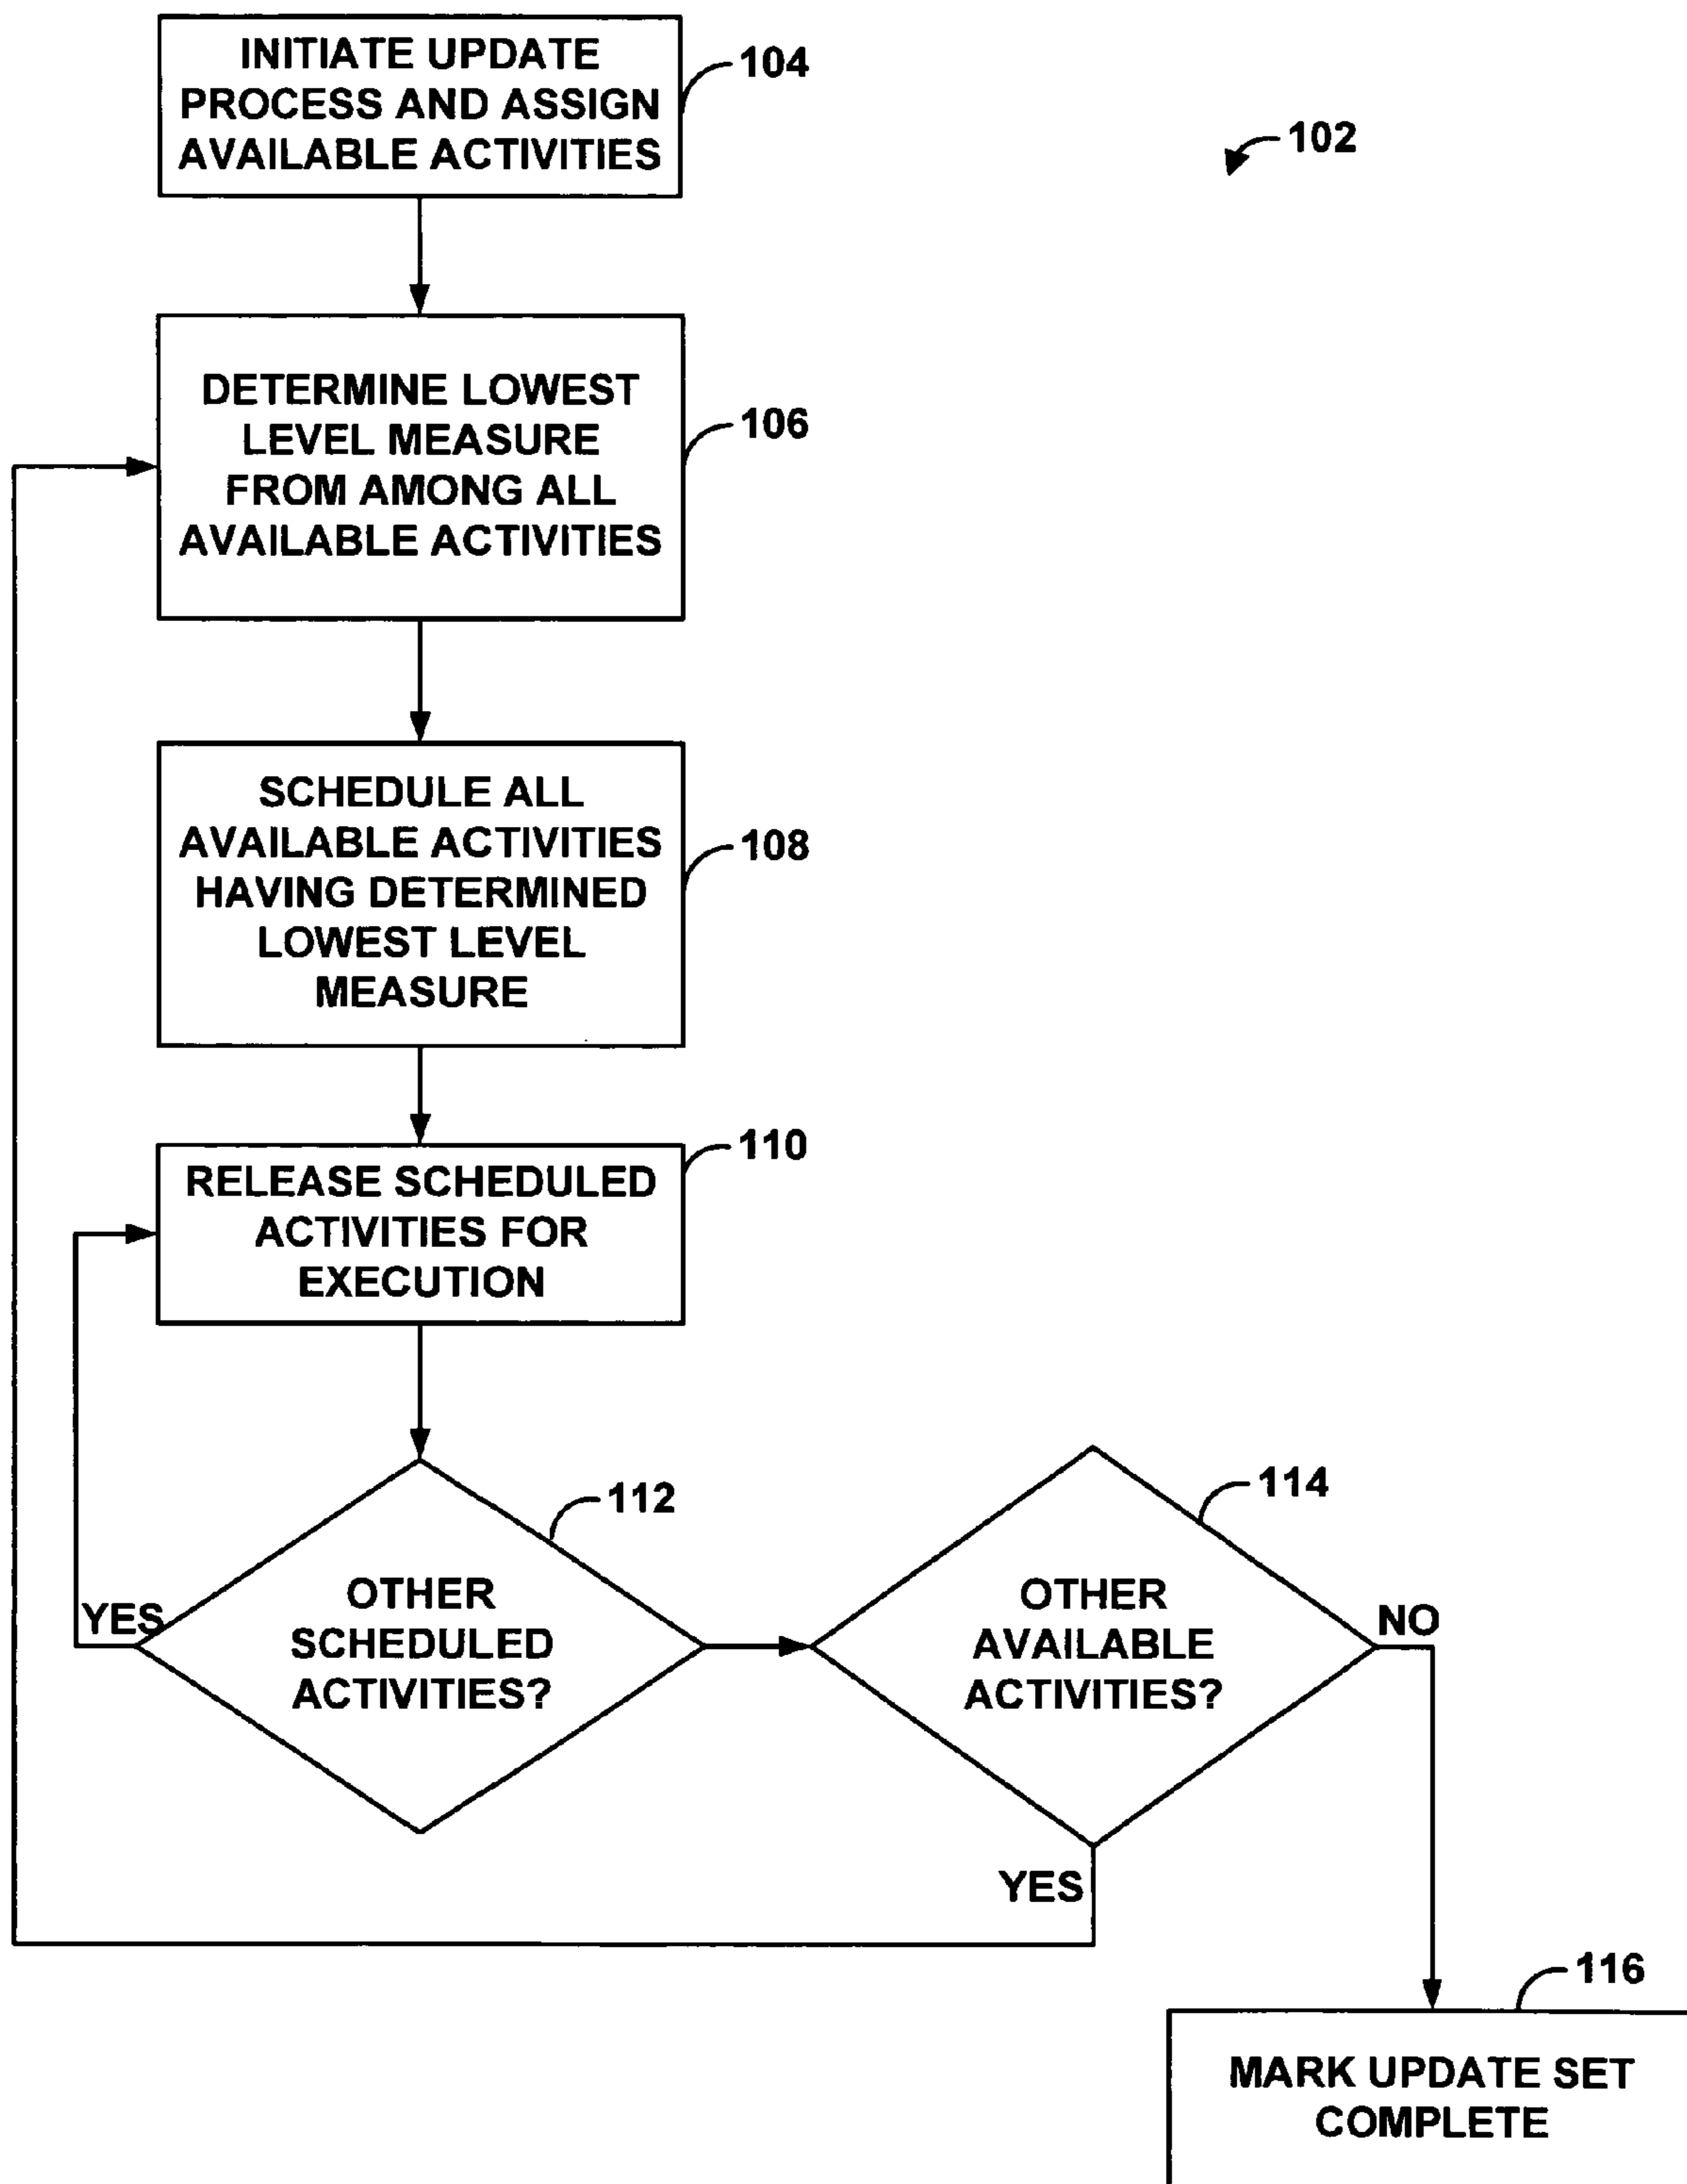 INITIATE UPDATE
PROCESS AND ASSIGN
AVAILABLE ACTIVITIES
104
102
DETERMINE LOWEST
LEVEL MEASURE
FROM AMONG ALL
AVAILABLE ACTIVITIES
106
SCHEDULE ALL
AVAILABLE ACTIVITIES
HAVING DETERMINED
LOWEST LEVEL
MEASURE
108
110
RELEASE SCHEDULED
ACTIVITIES FOR
EXECUTION
112
OTHER
SCHEDULED
ACTIVITIES?
YES
114
OTHER
AVAILABLE
ACTIVITIES?
NO
YES
116
MARK UPDATE SET
COMPLETE